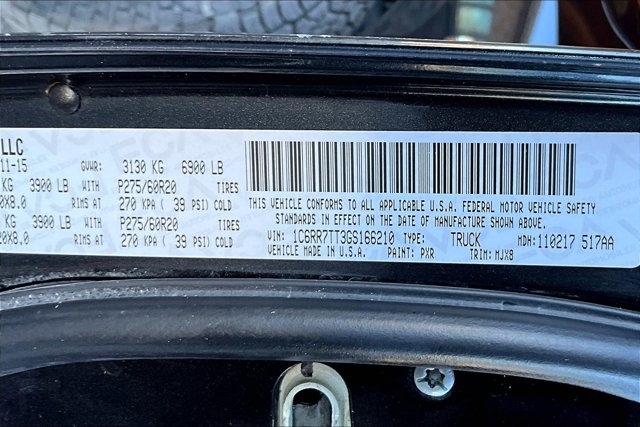 LLC
11-15 GVWR: 3130 KG 6900 LB
KG 3900 LB WITH P275/60R20 TIRES
0X8.0 RIMS AT 270 KPA ( 39 PSI) COLD
KG 3900 LB WITH P275/60R20 TIRES
20X8.0 RIMS AT 270 KPA ( 39 PSI) COLD
THIS VEHICLE CONFORMS TO ALL APPLICABLE U.S.A. FEDERAL MOTOR VEHICLE SAFETY
STANDARDS IN EFFECT ON THE DATE OF MANUFACTURE SHOWN ABOVE.
VIN: 1C6RR7TT3GS166210 TYPE: TRUCK MDH: 110217 517AA
VEHICLE MADE IN U.S.A. PAINT: PXR TRIM: MJX8